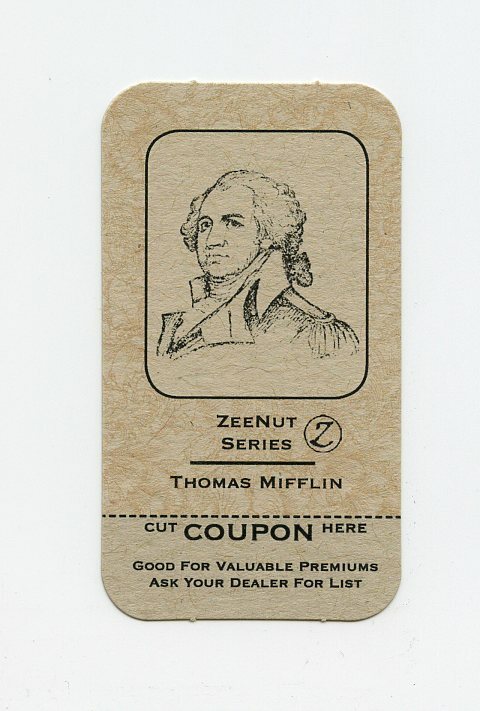 ZeeNut
Series Z
Thomas Mifflin
CUT COUPON HERE
Good For Valuable Premiums
Ask Your Dealer For List